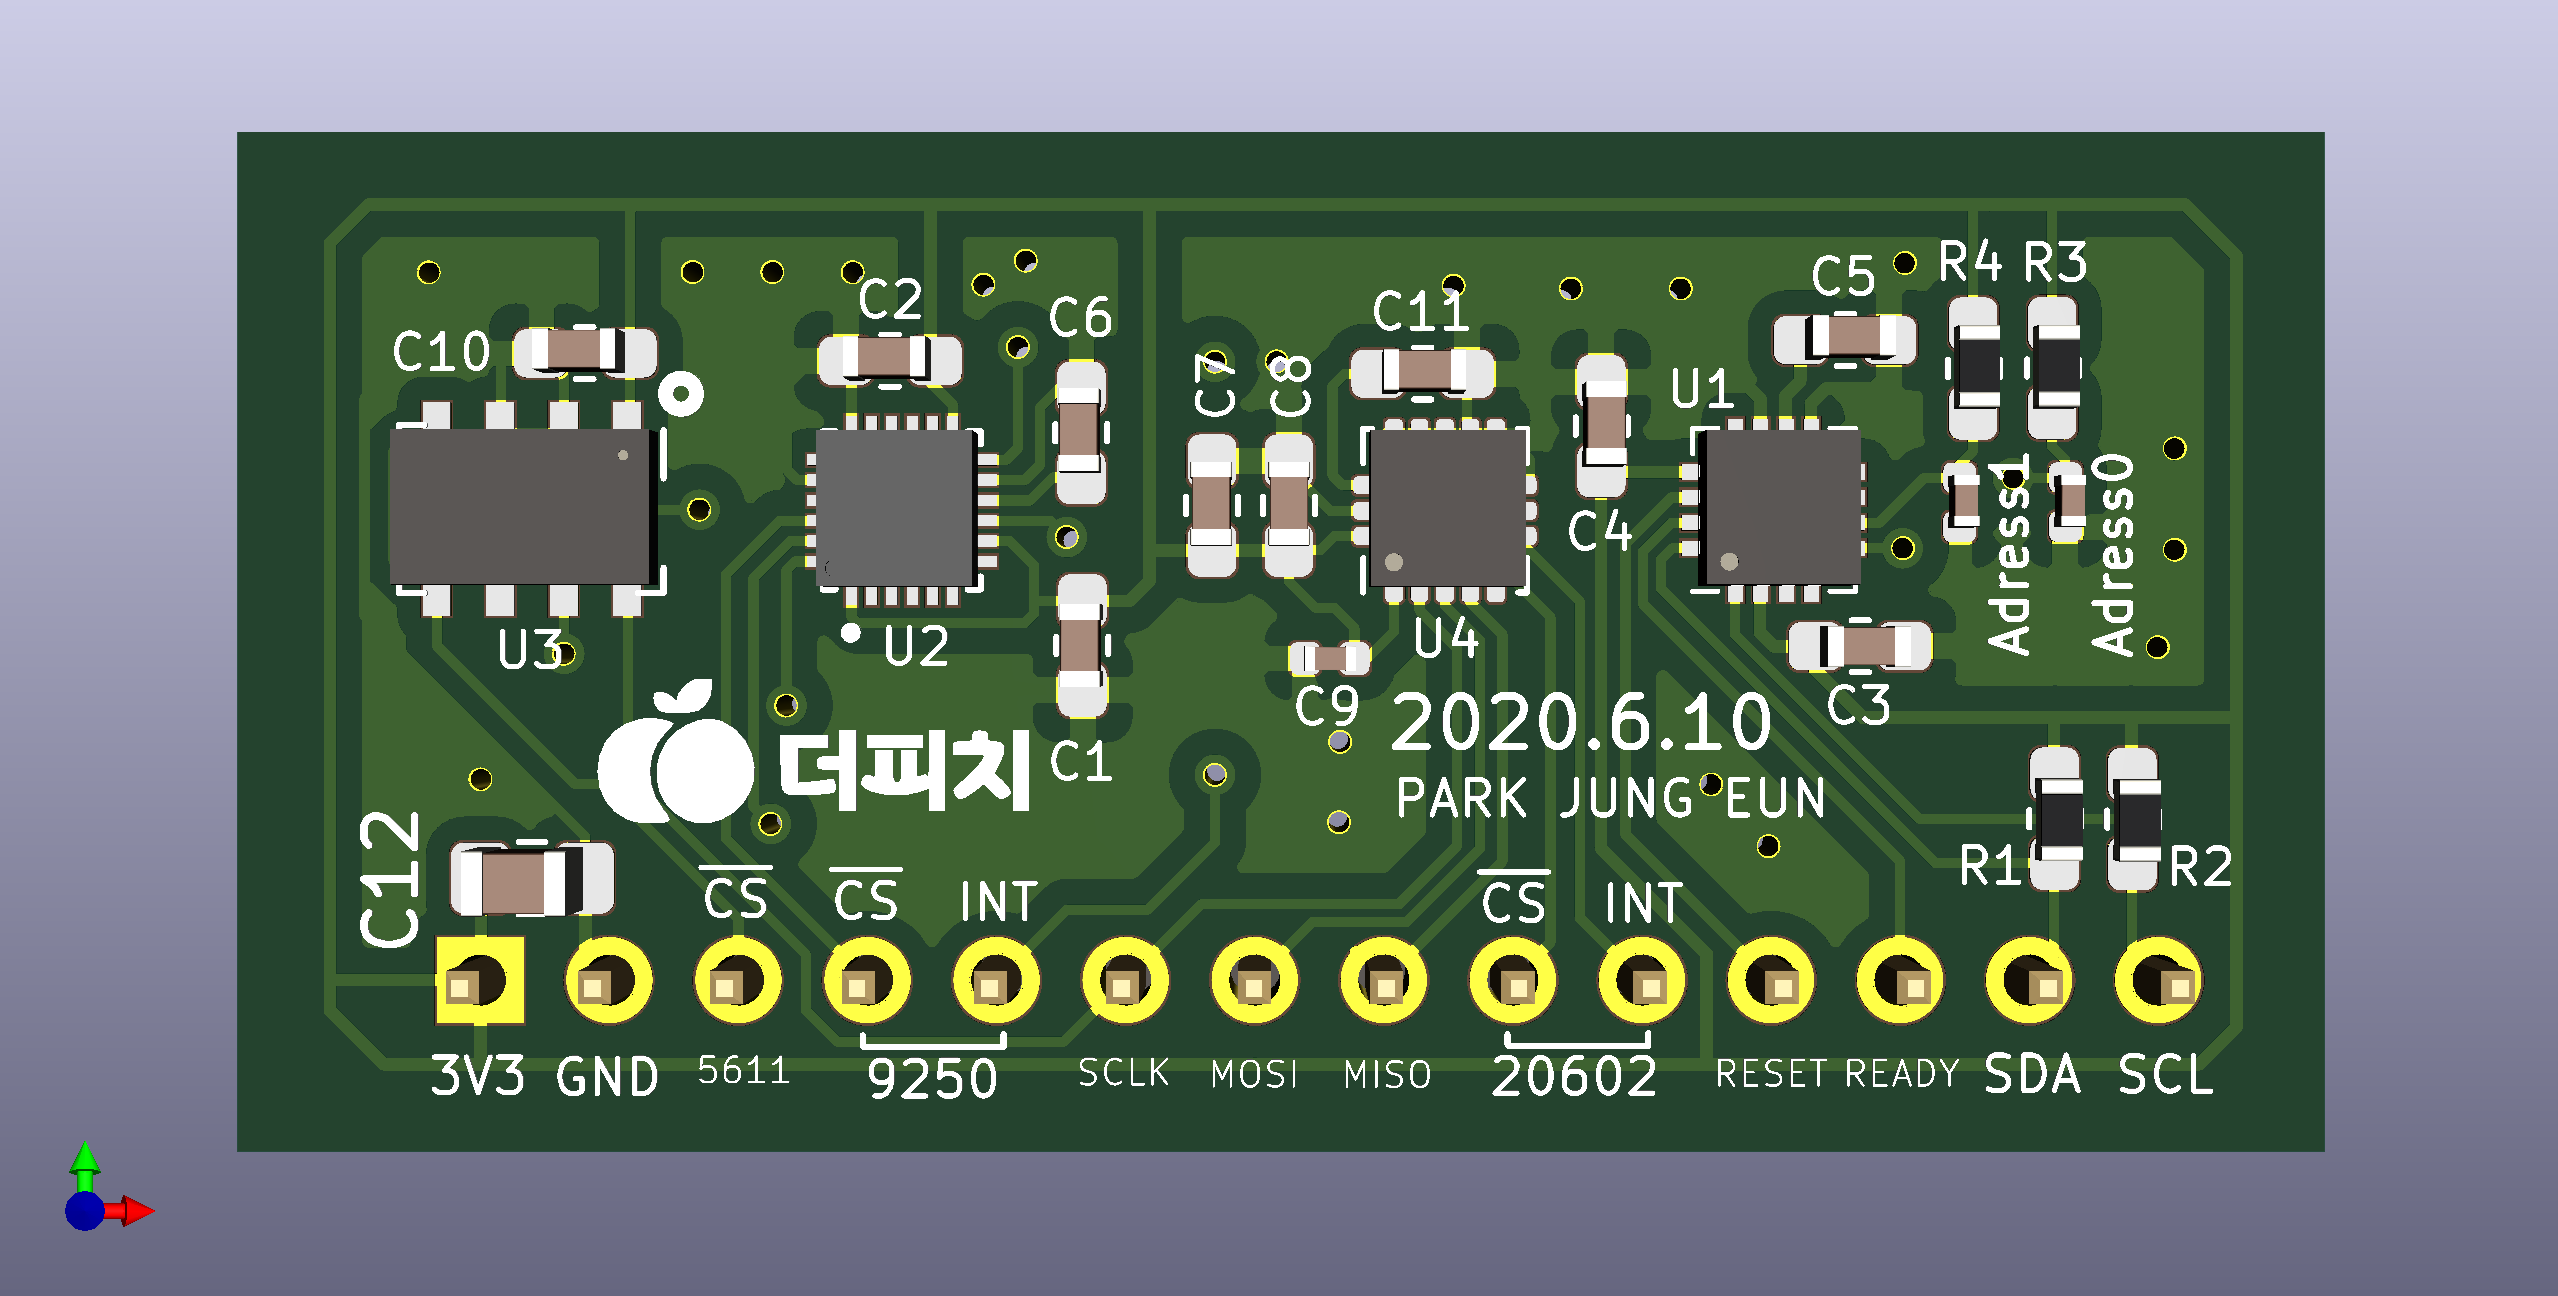 R4
R3
C5
C2
C6
C11
C10
C7
C8
U1
C4
Adress1
Adress0
U3
U2
U4
C9
C3
2020.6.10
더피치
C1
PARK JUNG EUN
C12
R1
R2
CS
CS
INT
CS
INT
3V3
GND
5611
9250
SCLK
MOSI
MISO
20602
RESET
READY
SDA
SCL